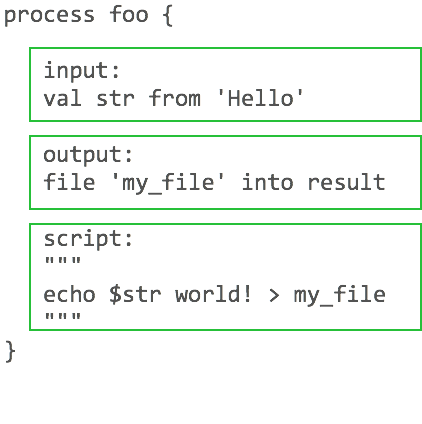 process foo {
input:
val str from 'Hello'
output:
file 'my_file' into result
script:
"""
echo $str world! > my_file
"""
}